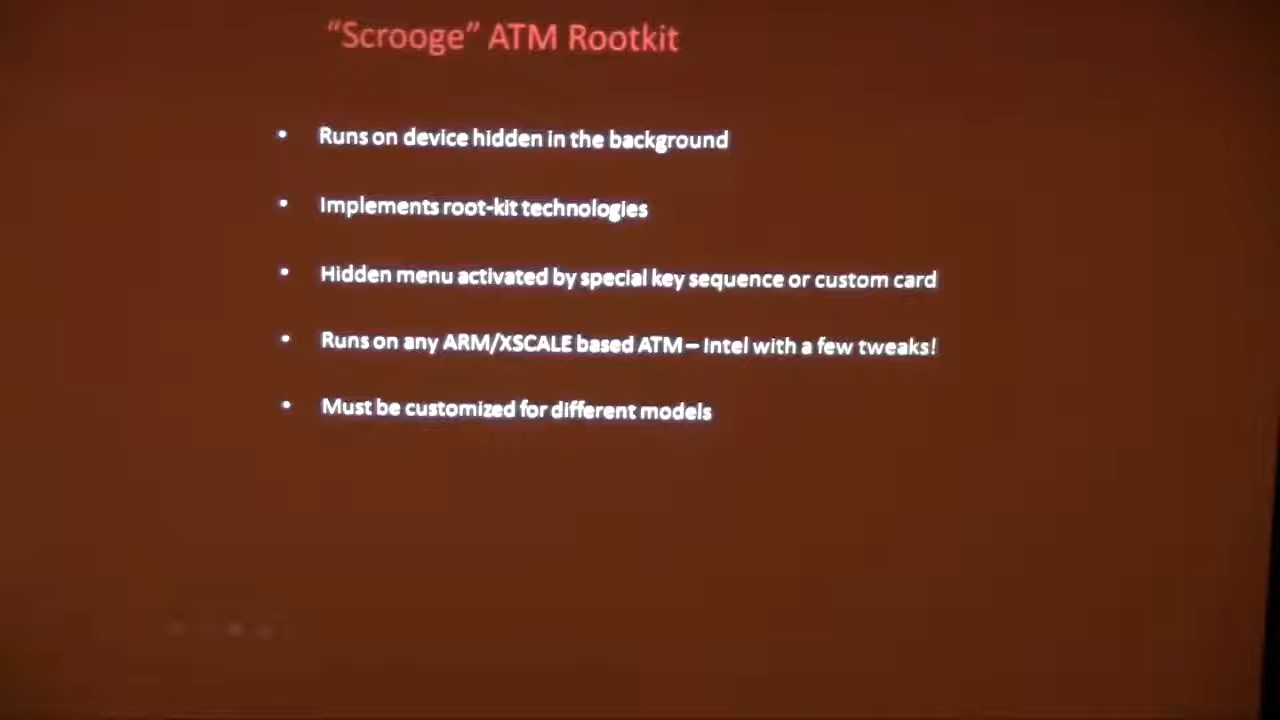 “Scrooge” ATM Rootkit
• Runs on device hidden in the background
• Implements root-kit technologies
• Hidden menu activated by special key sequence or custom card
• Runs on any ARM/XSCALE based ATM – Intel with a few tweaks!
• Must be customized for different models